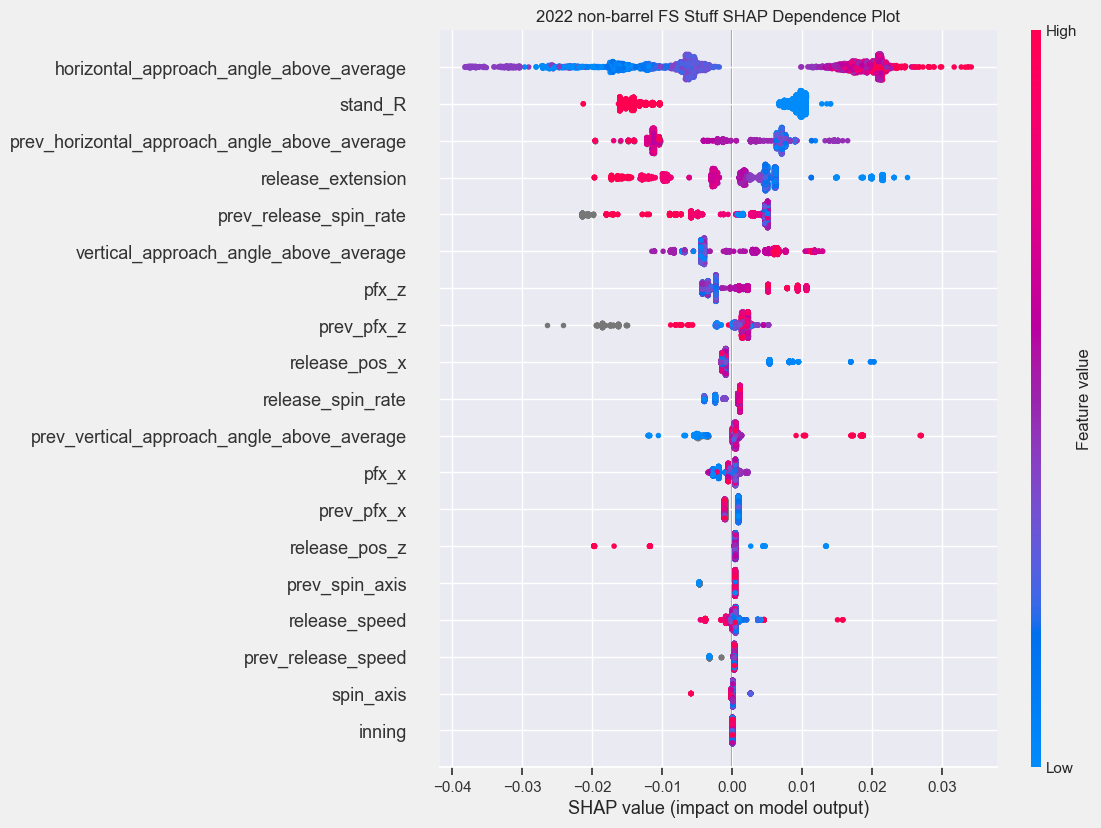 2022 non-barrel FS Stuff SHAP Dependence Plot
High
horizontal_approach_angle_above_average
stand_R
prev_horizontal_approach_angle_above_average
release_extension
prev_release_spin_rate
vertical_approach_angle_above_average
pfx_z
prev_pfx_z
release_pos_x
release_spin_rate
prev_vertical_approach_angle_above_average
pfx_x
prev_pfx_x
release_pos_z
prev_spin_axis
release_speed
prev_release_speed
spin_axis
inning
Feature value
Low
−0.04 −0.03 −0.02 −0.01 0.00 0.01 0.02 0.03
SHAP value (impact on model output)